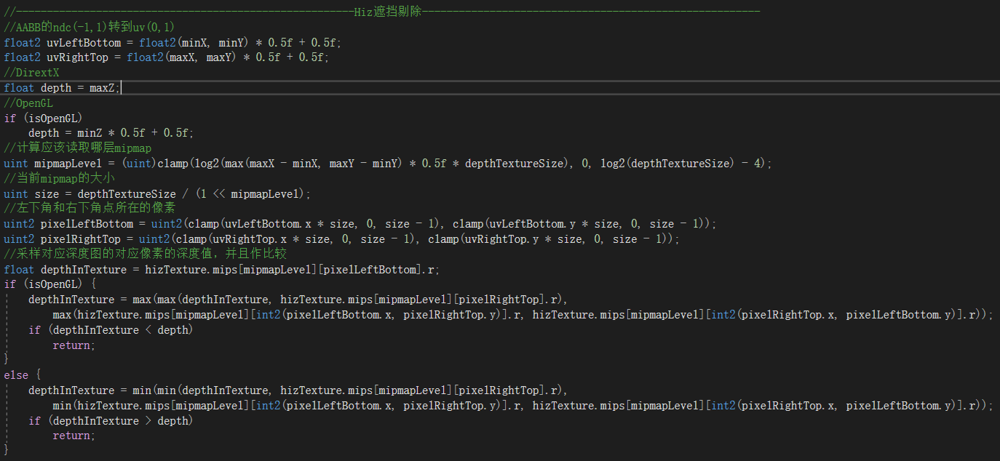 //-------------------------------------------------------Hiz遮挡剔除-------------------------------------------------------
//AABB的ndc(-1,1)转到uv(0,1)
float2 uvLeftBottom = float2(minX, minY) * 0.5f + 0.5f;
float2 uvRightTop = float2(maxX, maxY) * 0.5f + 0.5f;
//DirextX
float depth = maxZ;
//OpenGL
if (isOpenGL)
    depth = minZ * 0.5f + 0.5f;
//计算应该读取哪层mipmap
uint mipmapLevel = (uint)clamp(log2(max(maxX - minX, maxY - minY) * 0.5f * depthTextureSize), 0, log2(depthTextureSize) - 4);
//当前mipmap的大小
uint size = depthTextureSize / (1 << mipmapLevel);
//左下角和右下角点所在的像素
uint2 pixelLeftBottom = uint2(clamp(uvLeftBottom.x * size, 0, size - 1), clamp(uvLeftBottom.y * size, 0, size - 1));
uint2 pixelRightTop = uint2(clamp(uvRightTop.x * size, 0, size - 1), clamp(uvRightTop.y * size, 0, size - 1));
//采样对应深度图的对应像素的深度值，并且作比较
float depthInTexture = hizTexture.mips[mipmapLevel][pixelLeftBottom].r;
if (isOpenGL) {
    depthInTexture = max(max(depthInTexture, hizTexture.mips[mipmapLevel][pixelRightTop].r),
        max(hizTexture.mips[mipmapLevel][int2(pixelLeftBottom.x, pixelRightTop.y)].r, hizTexture.mips[mipmapLevel][int2(pixelRightTop.x, pixelLeftBottom.y)].r));
    if (depthInTexture < depth)
        return;
}
else {
    depthInTexture = min(min(depthInTexture, hizTexture.mips[mipmapLevel][pixelRightTop].r),
        min(hizTexture.mips[mipmapLevel][int2(pixelLeftBottom.x, pixelRightTop.y)].r, hizTexture.mips[mipmapLevel][int2(pixelRightTop.x, pixelLeftBottom.y)].r));
    if (depthInTexture > depth)
        return;
}